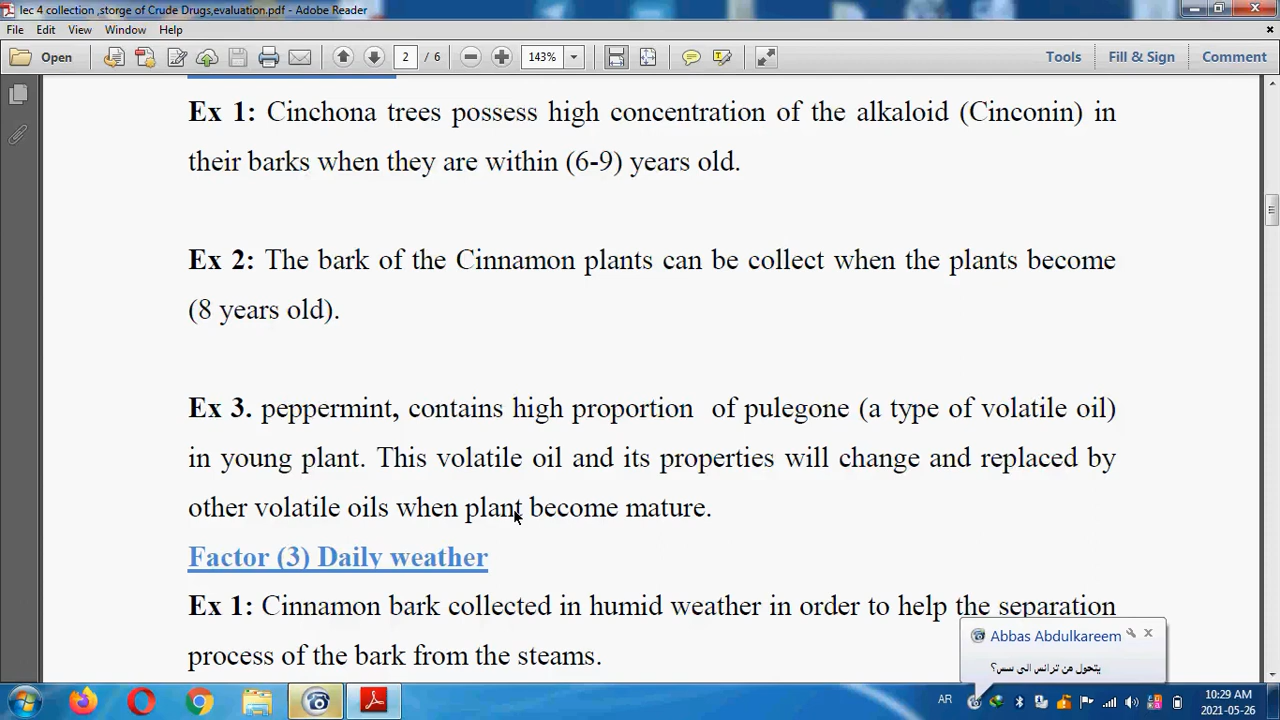 lec 4 collection ,storge of Crude Drugs,evaluation.pdf - Adobe Reader
File Edit View Window Help
Open 2 / 6 143% Tools Fill & Sign Comment
Ex 1: Cinchona trees possess high concentration of the alkaloid (Cinconin) in
their barks when they are within (6-9) years old.
Ex 2: The bark of the Cinnamon plants can be collect when the plants become
(8 years old).
Ex 3. peppermint, contains high proportion of pulegone (a type of volatile oil)
in young plant. This volatile oil and its properties will change and replaced by
other volatile oils when plant become mature.
Factor (3) Daily weather
Ex 1: Cinnamon bark collected in humid weather in order to help the separation
process of the bark from the steams.
Abbas Abdulkareem
يتحول من ترانس الى سس؟
AR
10:29 AM
2021-05-26